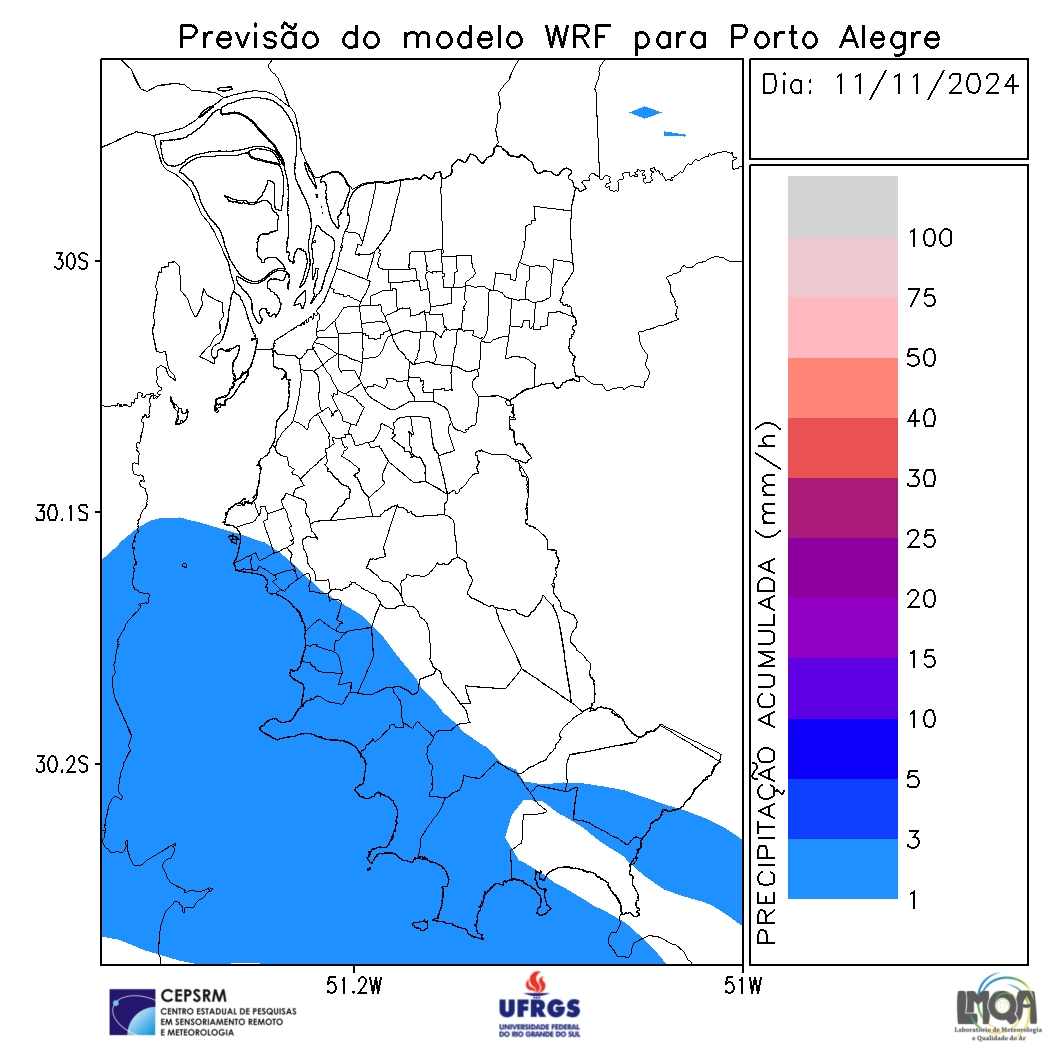 Previsão do modelo WRF para Porto Alegre
Dia: 11/11/2024
30S
30.1S
30.2S
51.2W
51W
PRECIPITAÇÃO ACUMULADA (mm/h)
100
75
50
40
30
25
20
15
10
5
3
1
CEPSRM
CENTRO ESTADUAL DE PESQUISAS
EM SENSORIAMENTO REMOTO
E METEOROLOGIA
UFRGS
UNIVERSIDADE FEDERAL
DO RIO GRANDE DO SUL
LMQA
Laboratório de Meteorologia
e Qualidade do Ar